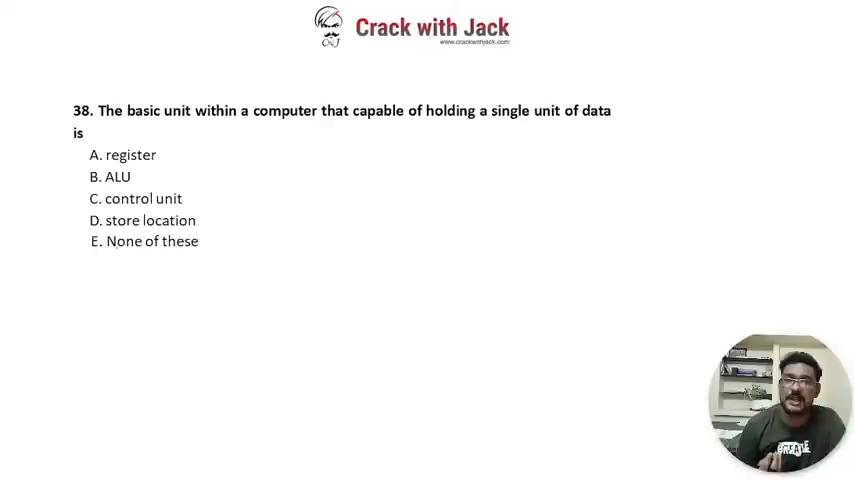 Crack with Jack
www.crackwithjack.com
38. The basic unit within a computer that capable of holding a single unit of data
is
A. register
B. ALU
C. control unit
D. store location
E. None of these
CREATE